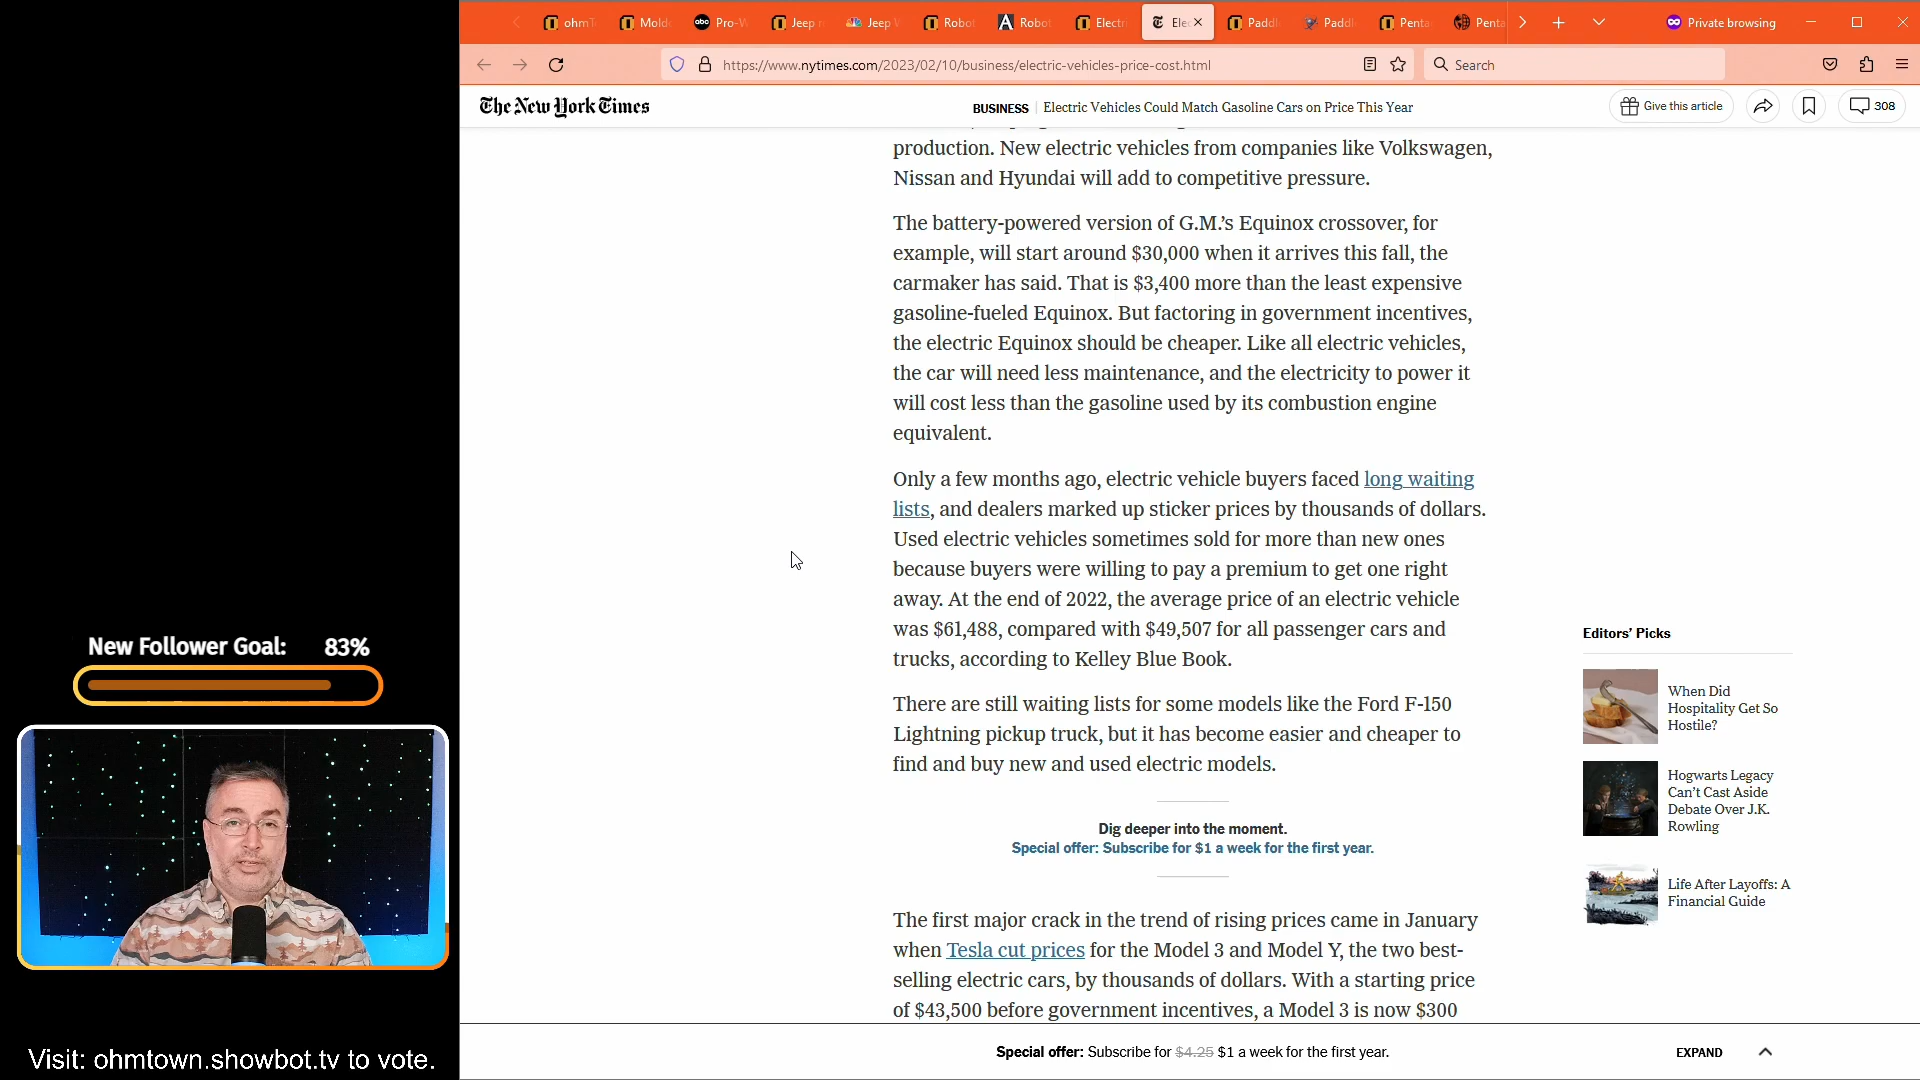 ohm
Mold
Pro-
Jeep
Jeep
Robot
Robot
Electr
Ele
Paddl
Paddl
Penta
Penta
Private browsing
https://www.nytimes.com/2023/02/10/business/electric-vehicles-price-cost.html
Search
The New York Times
BUSINESS
Electric Vehicles Could Match Gasoline Cars on Price This Year
Give this article
308
production. New electric vehicles from companies like Volkswagen,
Nissan and Hyundai will add to competitive pressure.
The battery-powered version of G.M.’s Equinox crossover, for
example, will start around $30,000 when it arrives this fall, the
carmaker has said. That is $3,400 more than the least expensive
gasoline-fueled Equinox. But factoring in government incentives,
the electric Equinox should be cheaper. Like all electric vehicles,
the car will need less maintenance, and the electricity to power it
will cost less than the gasoline used by its combustion engine
equivalent.
Only a few months ago, electric vehicle buyers faced long waiting
lists, and dealers marked up sticker prices by thousands of dollars.
Used electric vehicles sometimes sold for more than new ones
because buyers were willing to pay a premium to get one right
away. At the end of 2022, the average price of an electric vehicle
was $61,488, compared with $49,507 for all passenger cars and
trucks, according to Kelley Blue Book.
There are still waiting lists for some models like the Ford F-150
Lightning pickup truck, but it has become easier and cheaper to
find and buy new and used electric models.
Dig deeper into the moment.
Special offer: Subscribe for $1 a week for the first year.
The first major crack in the trend of rising prices came in January
when Tesla cut prices for the Model 3 and Model Y, the two best-
selling electric cars, by thousands of dollars. With a starting price
of $43,500 before government incentives, a Model 3 is now $300
Editors’ Picks
When Did
Hospitality Get So
Hostile?
Hogwarts Legacy
Can’t Cast Aside
Debate Over J.K.
Rowling
Life After Layoffs: A
Financial Guide
Special offer: Subscribe for $4.25 $1 a week for the first year.
EXPAND
New Follower Goal: 83%
Visit: ohmtown.showbot.tv to vote.